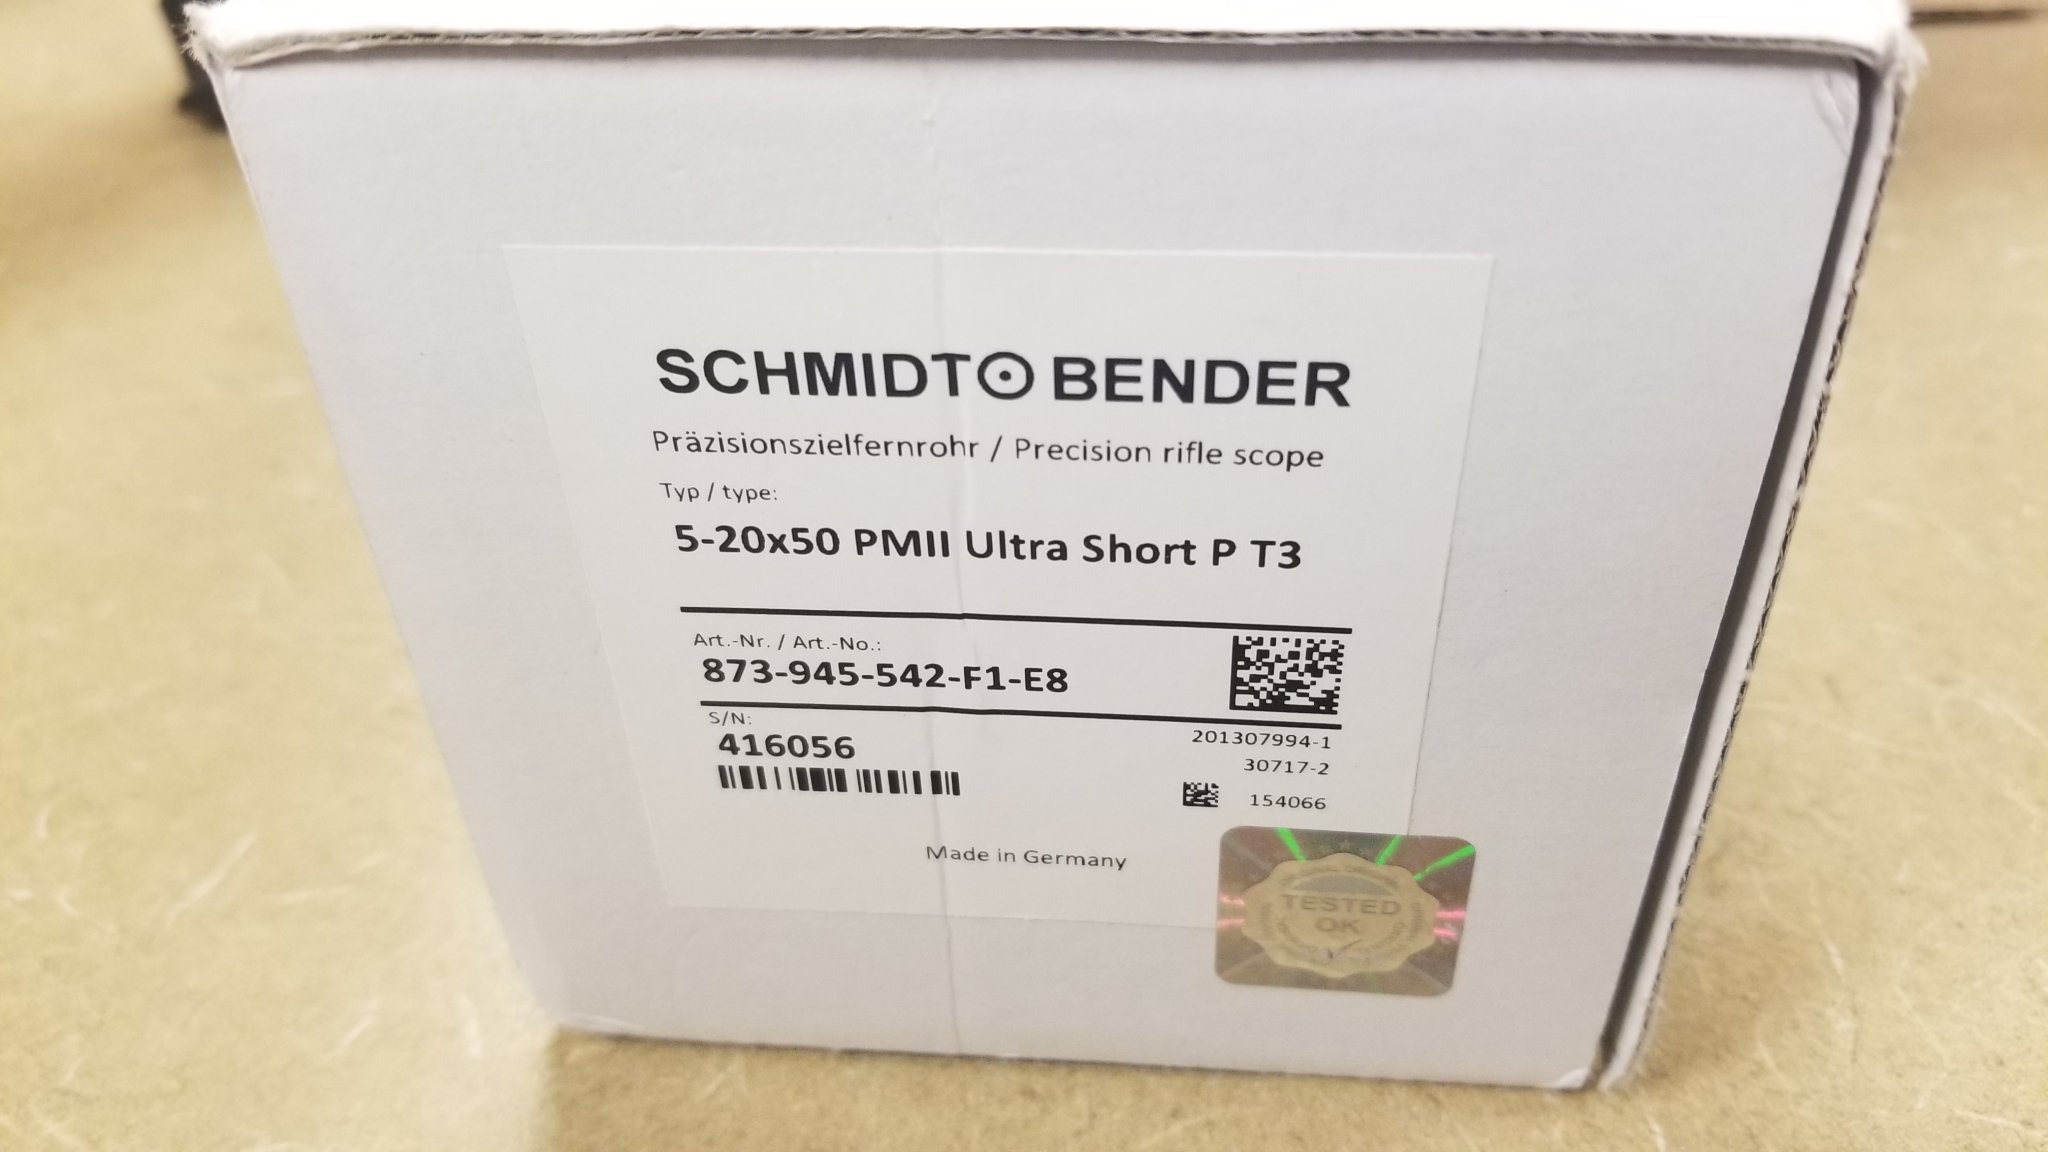 SCHMIDT BENDER
Präzisionszielfernrohr / Precision rifle scope
Typ / type:
5-20x50 PMII Ultra Short P T3
Art.-Nr. / Art.-No.:
873-945-542-F1-E8
S/N:
416056
201307994-1
30717-2
154066
Made in Germany
TESTED
OK